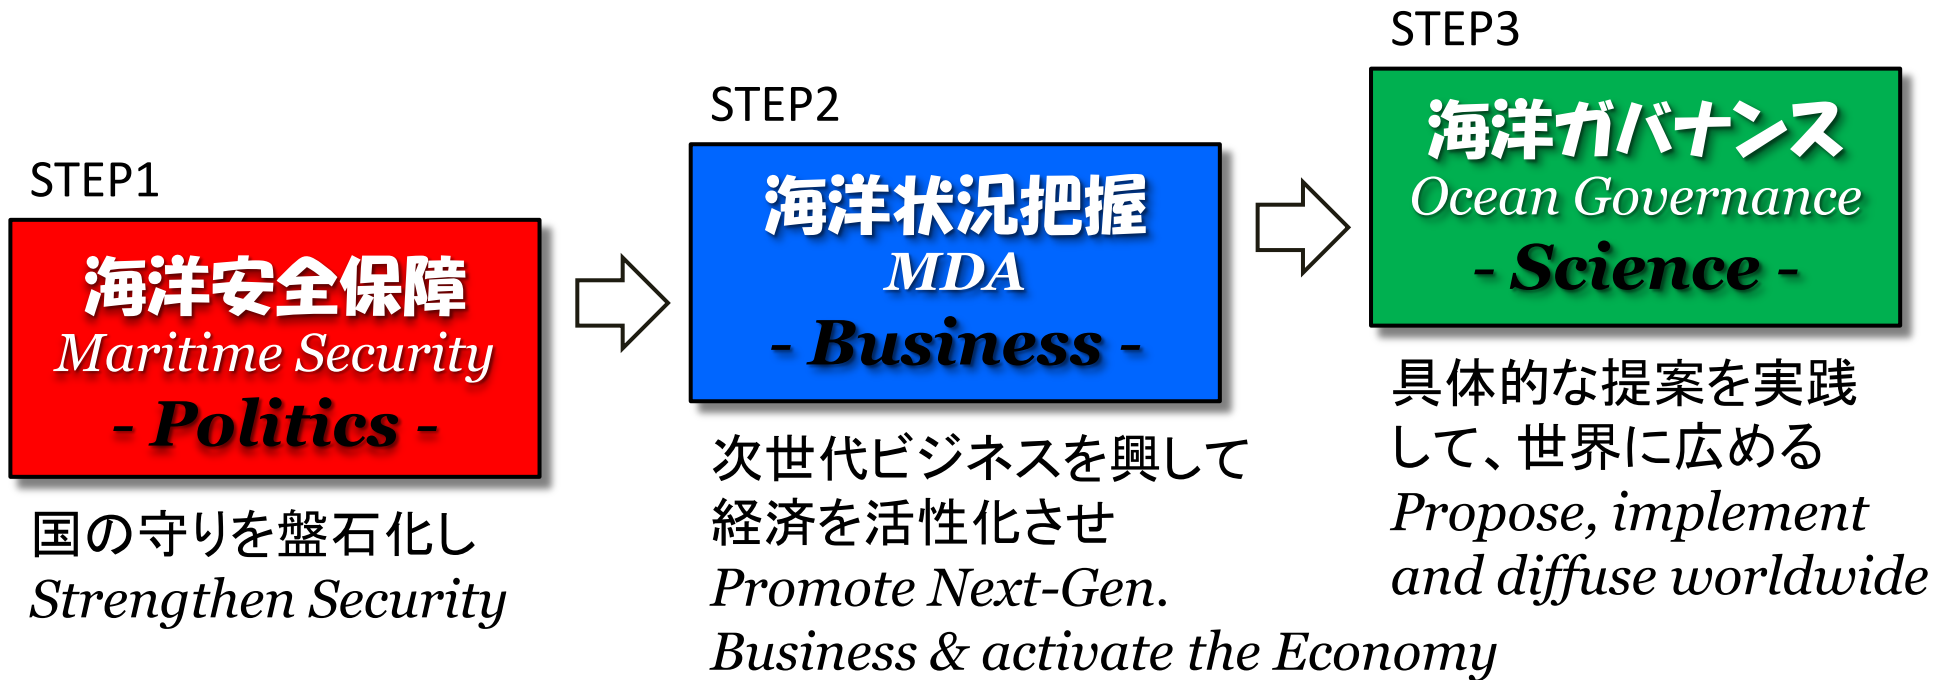 STEP1
海洋安全保障
Maritime Security
- Politics -
国の守りを盤石化し
Strengthen Security
STEP2
海洋状況把握
MDA
- Business -
次世代ビジネスを興して
経済を活性化させ
Promote Next-Gen.
Business & activate the Economy
STEP3
海洋ガバナンス
Ocean Governance
- Science -
具体的な提案を実践
して、世界に広める
Propose, implement
and diffuse worldwide